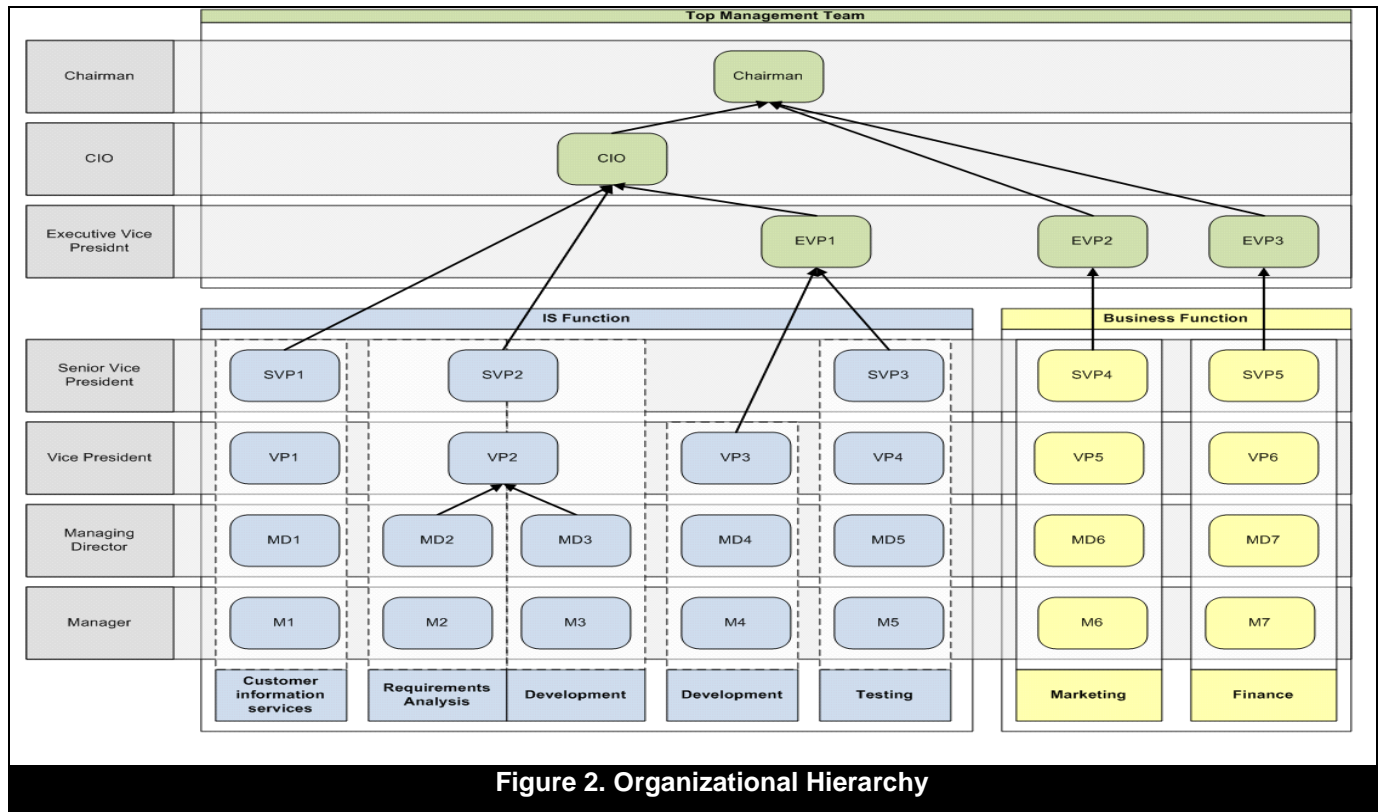 Top Management Team
Chairman
Chairman
CIO
CIO
Executive Vice
Presidnt
EVP1
EVP2
EVP3
IS Function
Business Function
Senior Vice
President
SVP1
SVP2
SVP3
SVP4
SVP5
Vice President
VP1
VP2
VP3
VP4
VP5
VP6
Managing
Director
MD1
MD2
MD3
MD4
MD5
MD6
MD7
Manager
M1
M2
M3
M4
M5
M6
M7
Customer
information
services
Requirements
Analysis
Development
Development
Testing
Marketing
Finance
Figure 2. Organizational Hierarchy